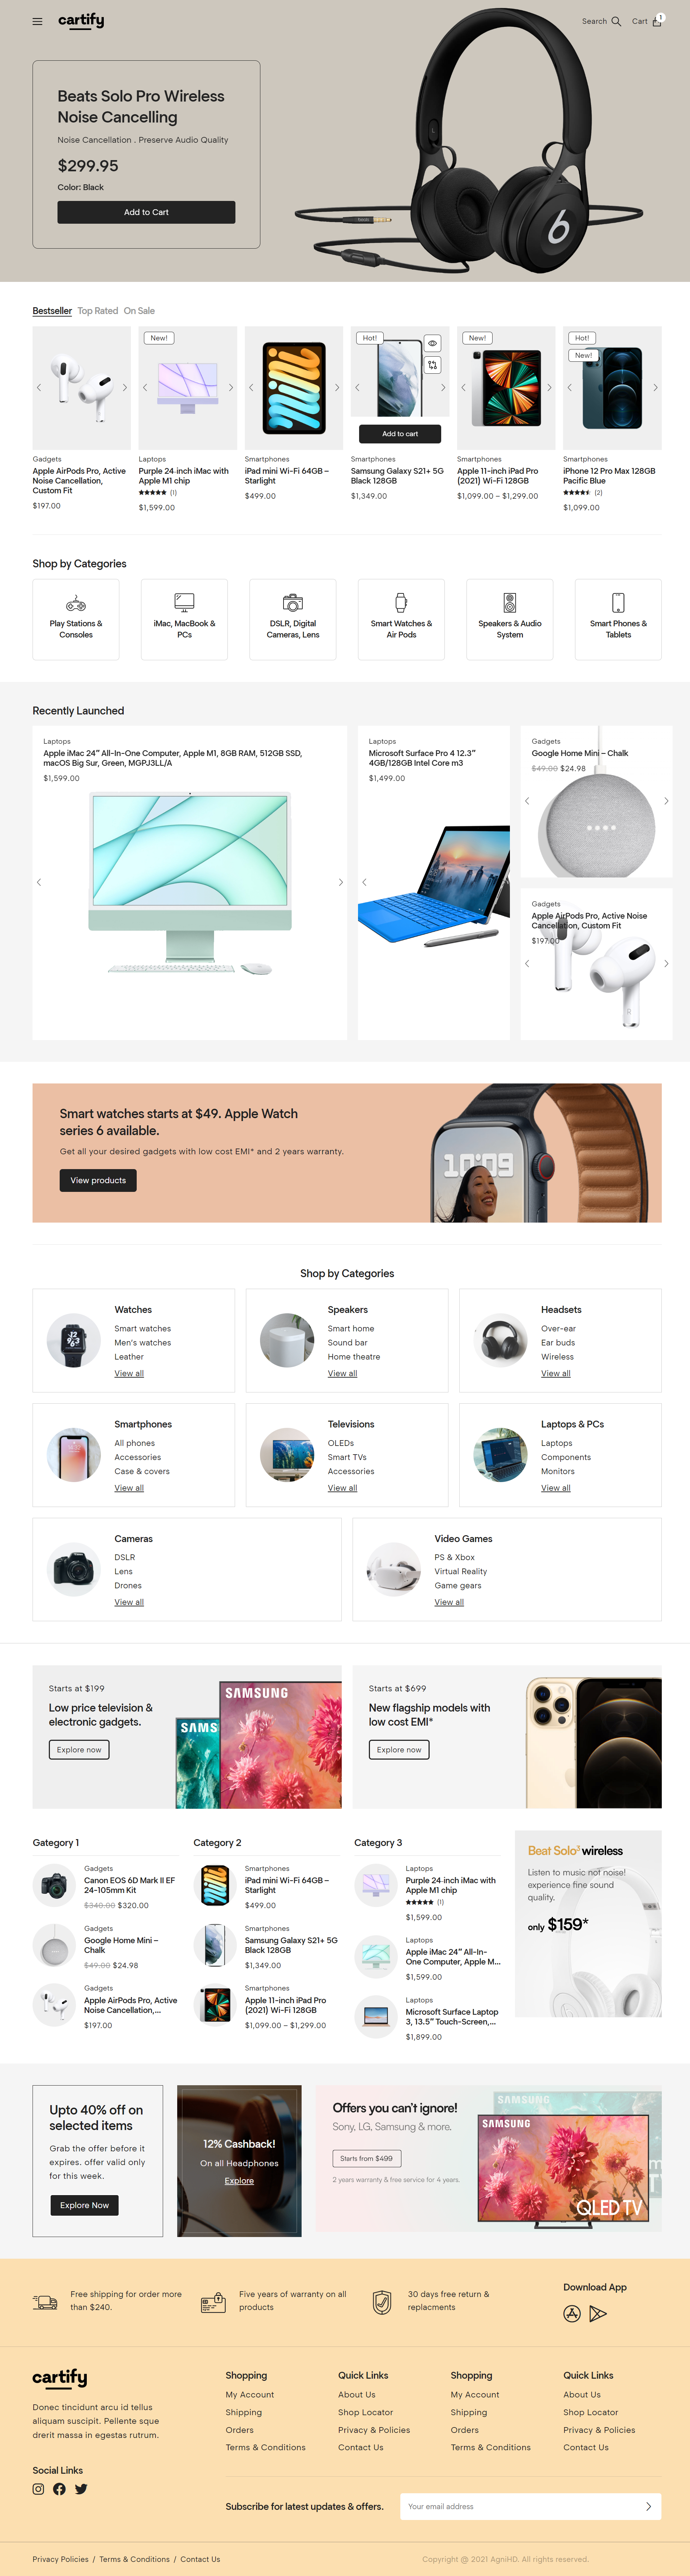 cartify
Search
Cart
1
Beats Solo Pro Wireless
Noise Cancelling
Noise Cancellation . Preserve Audio Quality
$299.95
Color: Black
Add to Cart
Bestseller Top Rated On Sale
Gadgets
Apple AirPods Pro, Active
Noise Cancellation,
Custom Fit
$197.00
New!
Laptops
Purple 24-inch iMac with
Apple M1 chip
(1)
$1,599.00
Smartphones
iPad mini Wi-Fi 64GB –
Starlight
$499.00
Hot!
Add to cart
Smartphones
Samsung Galaxy S21+ 5G
Black 128GB
$1,349.00
New!
Smartphones
Apple 11-inch iPad Pro
(2021) Wi-Fi 128GB
$1,099.00 – $1,299.00
Hot!
New!
Smartphones
iPhone 12 Pro Max 128GB
Pacific Blue
(2)
$1,099.00
Shop by Categories
Play Stations &
Consoles
iMac, MacBook &
PCs
DSLR, Digital
Cameras, Lens
Smart Watches &
Air Pods
Speakers & Audio
System
Smart Phones &
Tablets
Recently Launched
Laptops
Apple iMac 24″ All-In-One Computer, Apple M1, 8GB RAM, 512GB SSD,
macOS Big Sur, Green, MGPJ3LL/A
$1,599.00
Laptops
Microsoft Surface Pro 4 12.3″
4GB/128GB Intel Core m3
$1,499.00
Gadgets
Google Home Mini – Chalk
$49.00 $24.98
Gadgets
Apple AirPods Pro, Active Noise
Cancellation, Custom Fit
$197.00
Smart watches starts at $49. Apple Watch
series 6 available.
Get all your desired gadgets with low cost EMI* and 2 years warranty.
View products
10:09
Shop by Categories
Watches
Smart watches
Men's watches
Leather
View all
Speakers
Smart home
Sound bar
Home theatre
View all
Headsets
Over-ear
Ear buds
Wireless
View all
Smartphones
All phones
Accessories
Case & covers
View all
Televisions
OLEDs
Smart TVs
Accessories
View all
Laptops & PCs
Laptops
Components
Monitors
View all
Cameras
DSLR
Lens
Drones
View all
Video Games
PS & Xbox
Virtual Reality
Game gears
View all
Starts at $199
Low price television &
electronic gadgets.
Explore now
SAMS
SAMSUNG
Starts at $699
New flagship models with
low cost EMI*
Explore now
Gategory 1
Gadgets
Canon EOS 6D Mark II EF
24-105mm Kit
$340.00 $320.00
Gadgets
Google Home Mini –
Chalk
$49.00 $24.98
Gadgets
Apple AirPods Pro, Active
Noise Cancellation,...
$197.00
Category 2
Smartphones
iPad mini Wi-Fi 64GB –
Starlight
$499.00
Smartphones
Samsung Galaxy S21+ 5G
Black 128GB
$1,349.00
Smartphones
Apple 11-inch iPad Pro
(2021) Wi-Fi 128GB
$1,099.00 – $1,299.00
Category 3
Laptops
Purple 24-inch iMac with
Apple M1 chip
(1)
$1,599.00
Laptops
Apple iMac 24″ All-In-
One Computer, Apple M...
$1,599.00
Laptops
Microsoft Surface Laptop
3, 13.5″ Touch-Screen,...
$1,899.00
Beat Solo³ wireless
Listen to music not noise!
experience fine sound
quality.
only $159*
Upto 40% off on
selected items
Grab the offer before it
expires. offer valid only
for this week.
Explore Now
12% Cashback!
On all Headphones
Explore
Offers you can't ignore!
Sony, LG, Samsung & more.
Starts from $499
2 years warranty & free service for 4 years.
SAMSUNG
SAMSUNG
QLED TV
Free shipping for order more
than $240.
Five years of warranty on all
products
30 days free return &
replacments
Download App
cartify
Donec tincidunt arcu id tellus
aliquam suscipit. Pellente sque
drerit massa in egestas rutrum.
Social Links
Shopping
My Account
Shipping
Orders
Terms & Conditions
Quick Links
About Us
Shop Locator
Privacy & Policies
Contact Us
Shopping
My Account
Shipping
Orders
Terms & Conditions
Quick Links
About Us
Shop Locator
Privacy & Policies
Contact Us
Subscribe for latest updates & offers.
Your email address
Privacy Policies / Terms & Conditions / Contact Us
Copyright @ 2021 AgniHD. All rights reserved.